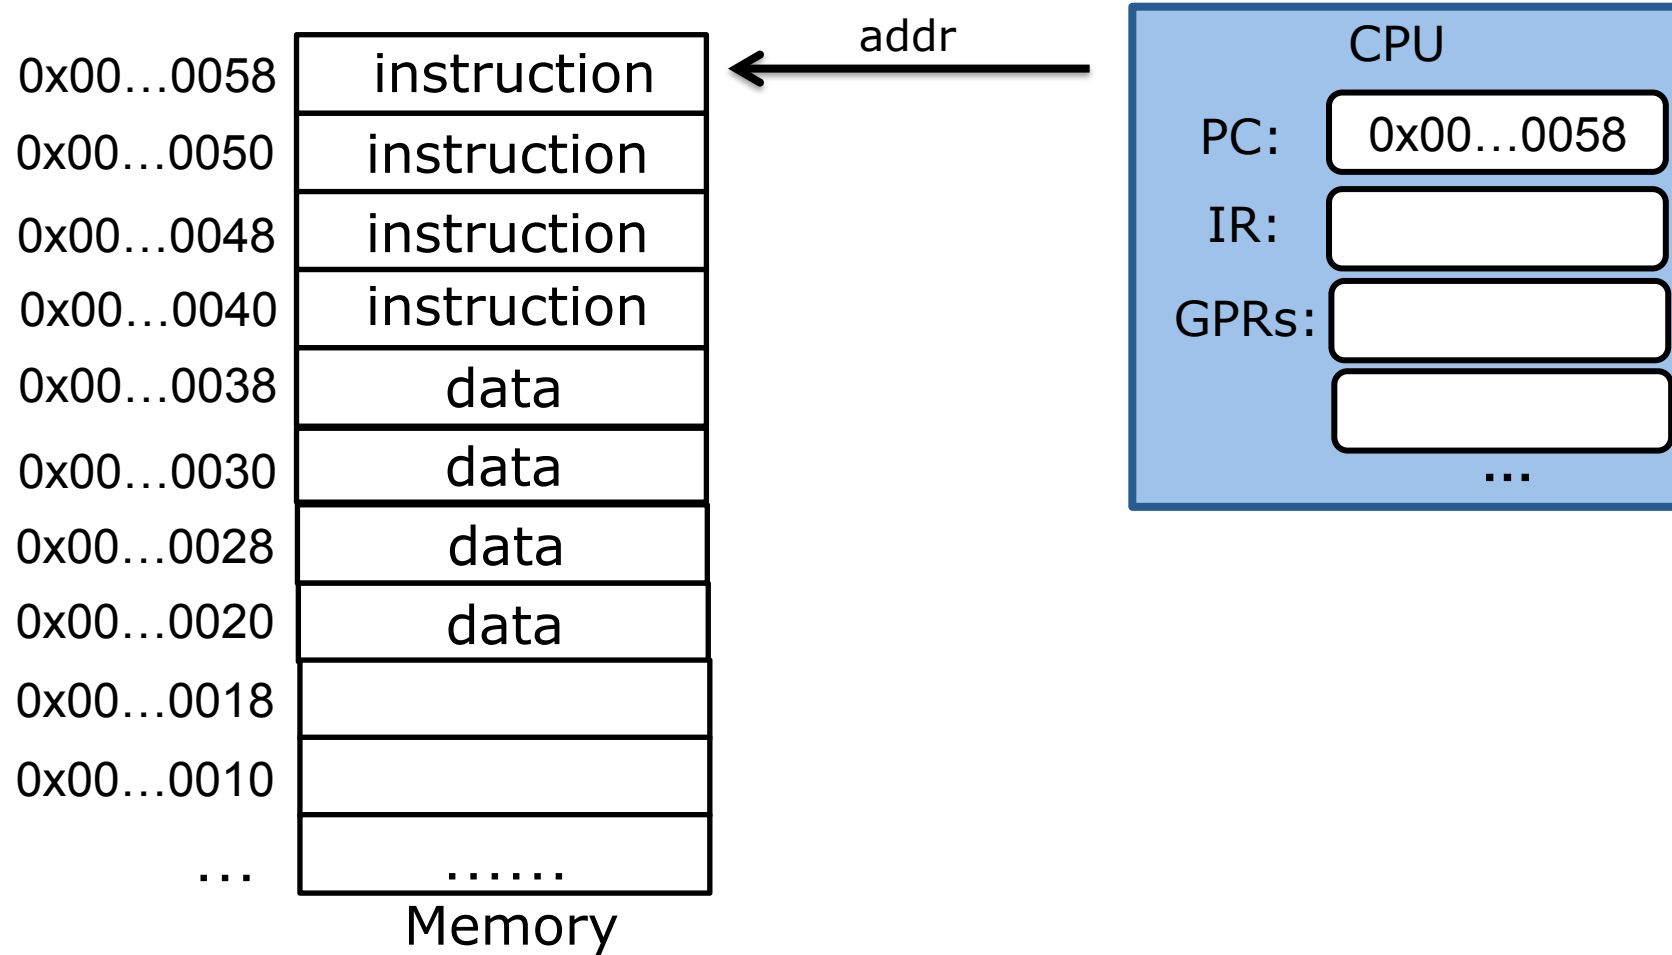 addr
CPU
0x00…0058 instruction
PC: 0x00…0058
0x00…0050 instruction
0x00…0048 instruction
IR:
0x00…0040 instruction
GPRs:
0x00…0038 data
0x00…0030 data
…
0x00…0028 data
0x00…0020 data
0x00…0018
0x00…0010
… ……
Memory